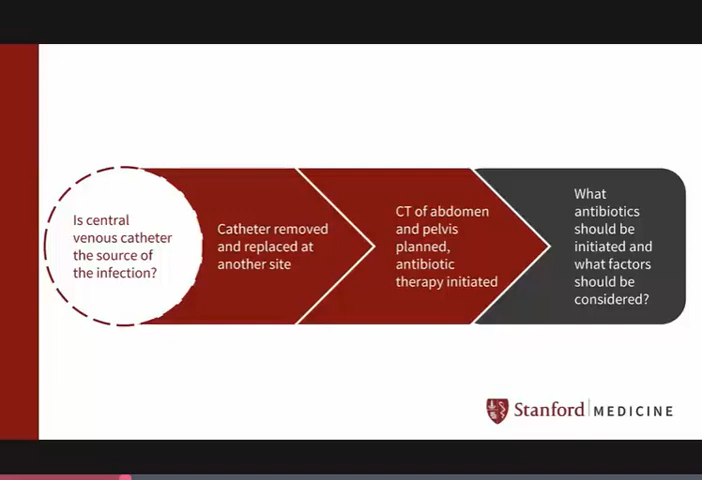 Is central
venous catheter
the source of
the infection?
Catheter removed
and replaced at
another site
CT of abdomen
and pelvis
planned,
antibiotic
therapy initiated
What
antibiotics
should be
initiated and
what factors
should be
considered?
Stanford MEDICINE